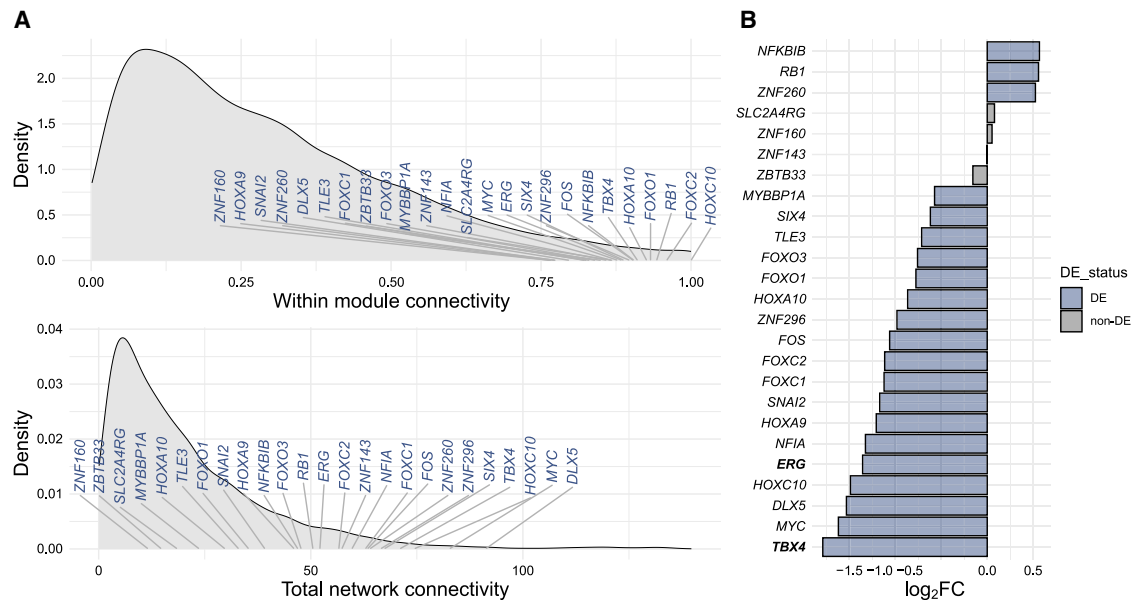 A
Density
2.0
1.5
1.0
0.5
0.0
ZNF160
HOXA9
SNAI2
ZNF260
DLX5
TLE3
FOXC1
ZBTB33
FOXO3
MYBBP1A
ZNF143
NFIA
SLC2A4RG
MYC
ERG
SIX4
ZNF296
FOS
NFKBIB
TBX4
HOXA10
FOXO1
RB1
FOXC2
HOXC10
0.00 0.25 0.50 0.75 1.00
Within module connectivity
Density
0.04
0.03
0.02
0.01
0.00
ZNF160
ZBTB33
SLC2A4RG
MYBBP1A
HOXA10
TLE3
FOXO1
SNAI2
HOXA9
NFKBIB
FOXO3
RB1
ERG
FOXC2
ZNF143
NFIA
FOXC1
FOS
ZNF260
ZNF296
SIX4
TBX4
HOXC10
MYC
DLX5
0 50 100
Total network connectivity
B
NFKBIB
RB1
ZNF260
SLC2A4RG
ZNF160
ZNF143
ZBTB33
MYBBP1A
SIX4
TLE3
FOXO3
FOXO1
HOXA10
ZNF296
FOS
FOXC2
FOXC1
SNAI2
HOXA9
NFIA
ERG
HOXC10
DLX5
MYC
TBX4
−1.5 −1.0 −0.5 0.0 0.5
log₂FC
DE_status
DE
non-DE